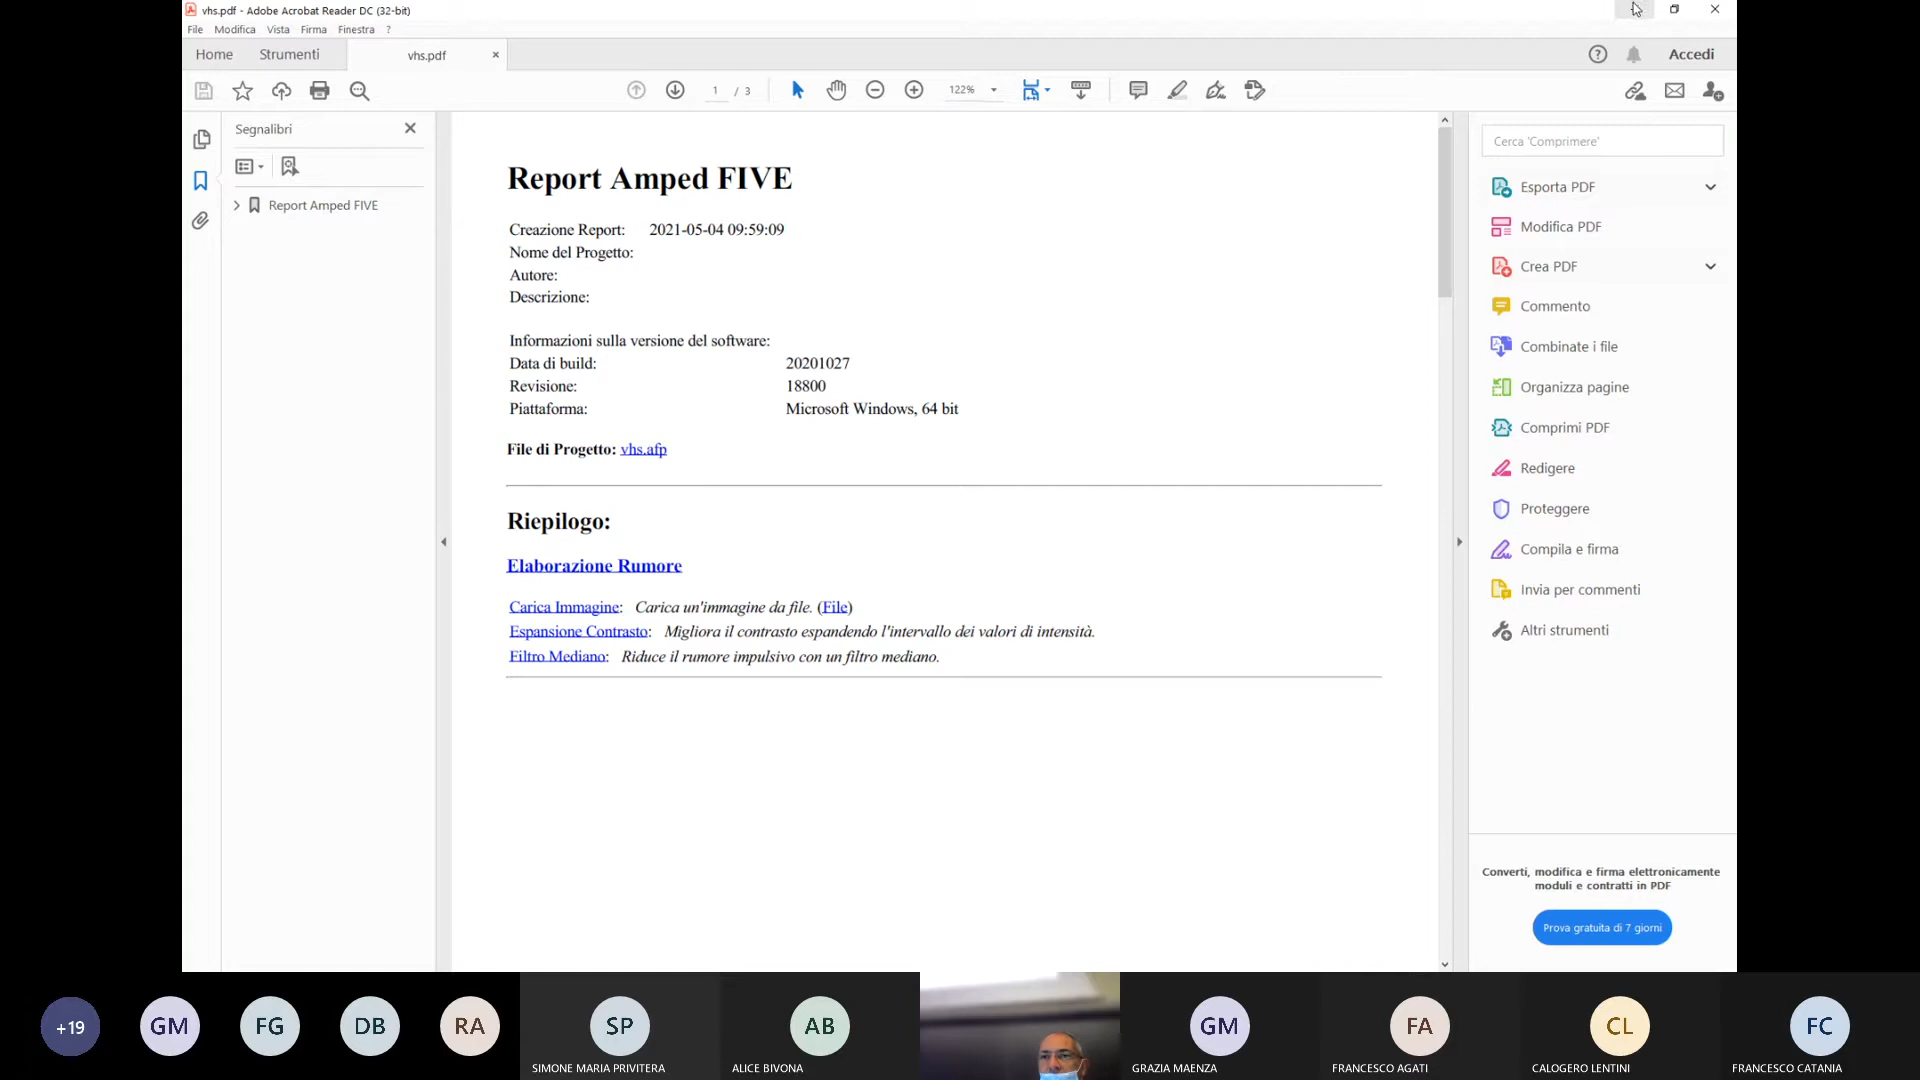 vhs.pdf - Adobe Acrobat Reader DC (32-bit)
File Modifica Vista Firma Finestra ?
Home Strumenti vhs.pdf Accedi
1 / 3 122%
Segnalibri
Report Amped FIVE
Report Amped FIVE
Creazione Report: 2021-05-04 09:59:09
Nome del Progetto:
Autore:
Descrizione:
Informazioni sulla versione del software:
Data di build: 20201027
Revisione: 18800
Piattaforma: Microsoft Windows, 64 bit
File di Progetto: vhs.afp
Riepilogo:
Elaborazione Rumore
Carica Immagine: Carica un'immagine da file. (File)
Espansione Contrasto: Migliora il contrasto espandendo l'intervallo dei valori di intensità.
Filtro Mediano: Riduce il rumore impulsivo con un filtro mediano.
Cerca 'Comprimere'
Esporta PDF
Modifica PDF
Crea PDF
Commento
Combinate i file
Organizza pagine
Comprimi PDF
Redigere
Proteggere
Compila e firma
Invia per commenti
Altri strumenti
Converti, modifica e firma elettronicamente
moduli e contratti in PDF
Prova gratuita di 7 giorni
+19 GM FG DB RA SP AB GM FA CL FC
SIMONE MARIA PRIVITERA ALICE BIVONA GRAZIA MAENZA FRANCESCO AGATI CALOGERO LENTINI FRANCESCO CATANIA